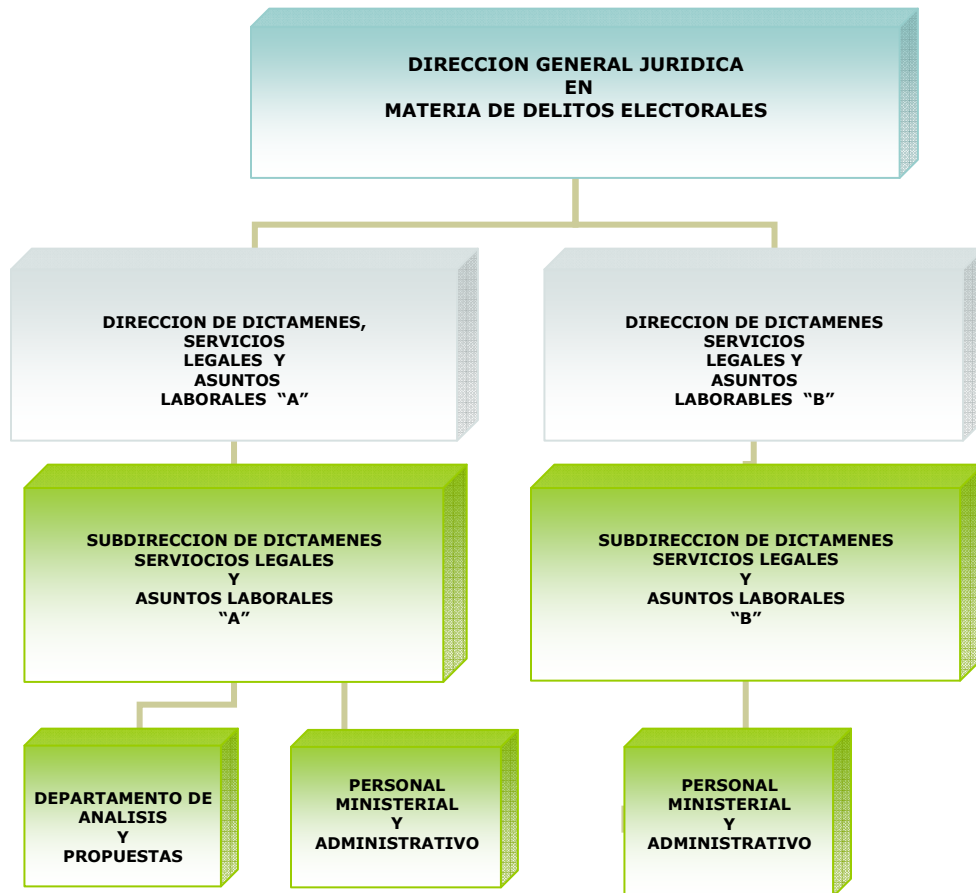 DIRECCION GENERAL JURIDICA
EN
MATERIA DE DELITOS ELECTORALES
DIRECCION DE DICTAMENES,
SERVICIOS
LEGALES Y
ASUNTOS
LABORALES “A”
DIRECCION DE DICTAMENES
SERVICIOS
LEGALES Y
ASUNTOS
LABORABLES “B”
SUBDIRECCION DE DICTAMENES
SERVIOCIOS LEGALES
Y
ASUNTOS LABORALES
“A”
SUBDIRECCION DE DICTAMENES
SERVICIOS LEGALES
Y
ASUNTOS LABORALES
“B”
DEPARTAMENTO DE
ANALISIS
Y
PROPUESTAS
PERSONAL
MINISTERIAL
Y
ADMINISTRATIVO
PERSONAL
MINISTERIAL
Y
ADMINISTRATIVO